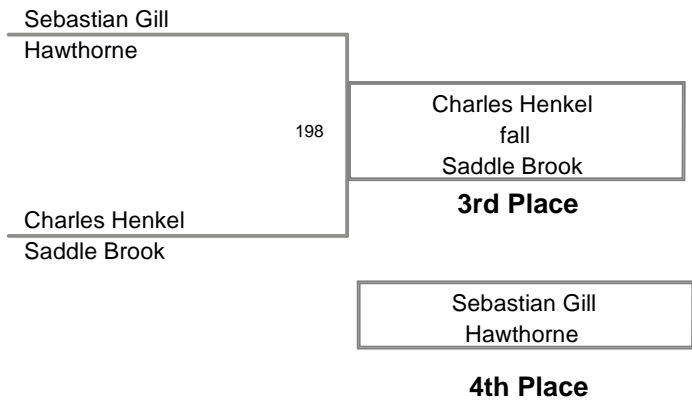 Sebastian Gill
Hawthorne
198
Charles Henkel
fall
Saddle Brook
3rd Place
Charles Henkel
Saddle Brook
Sebastian Gill
Hawthorne
4th Place